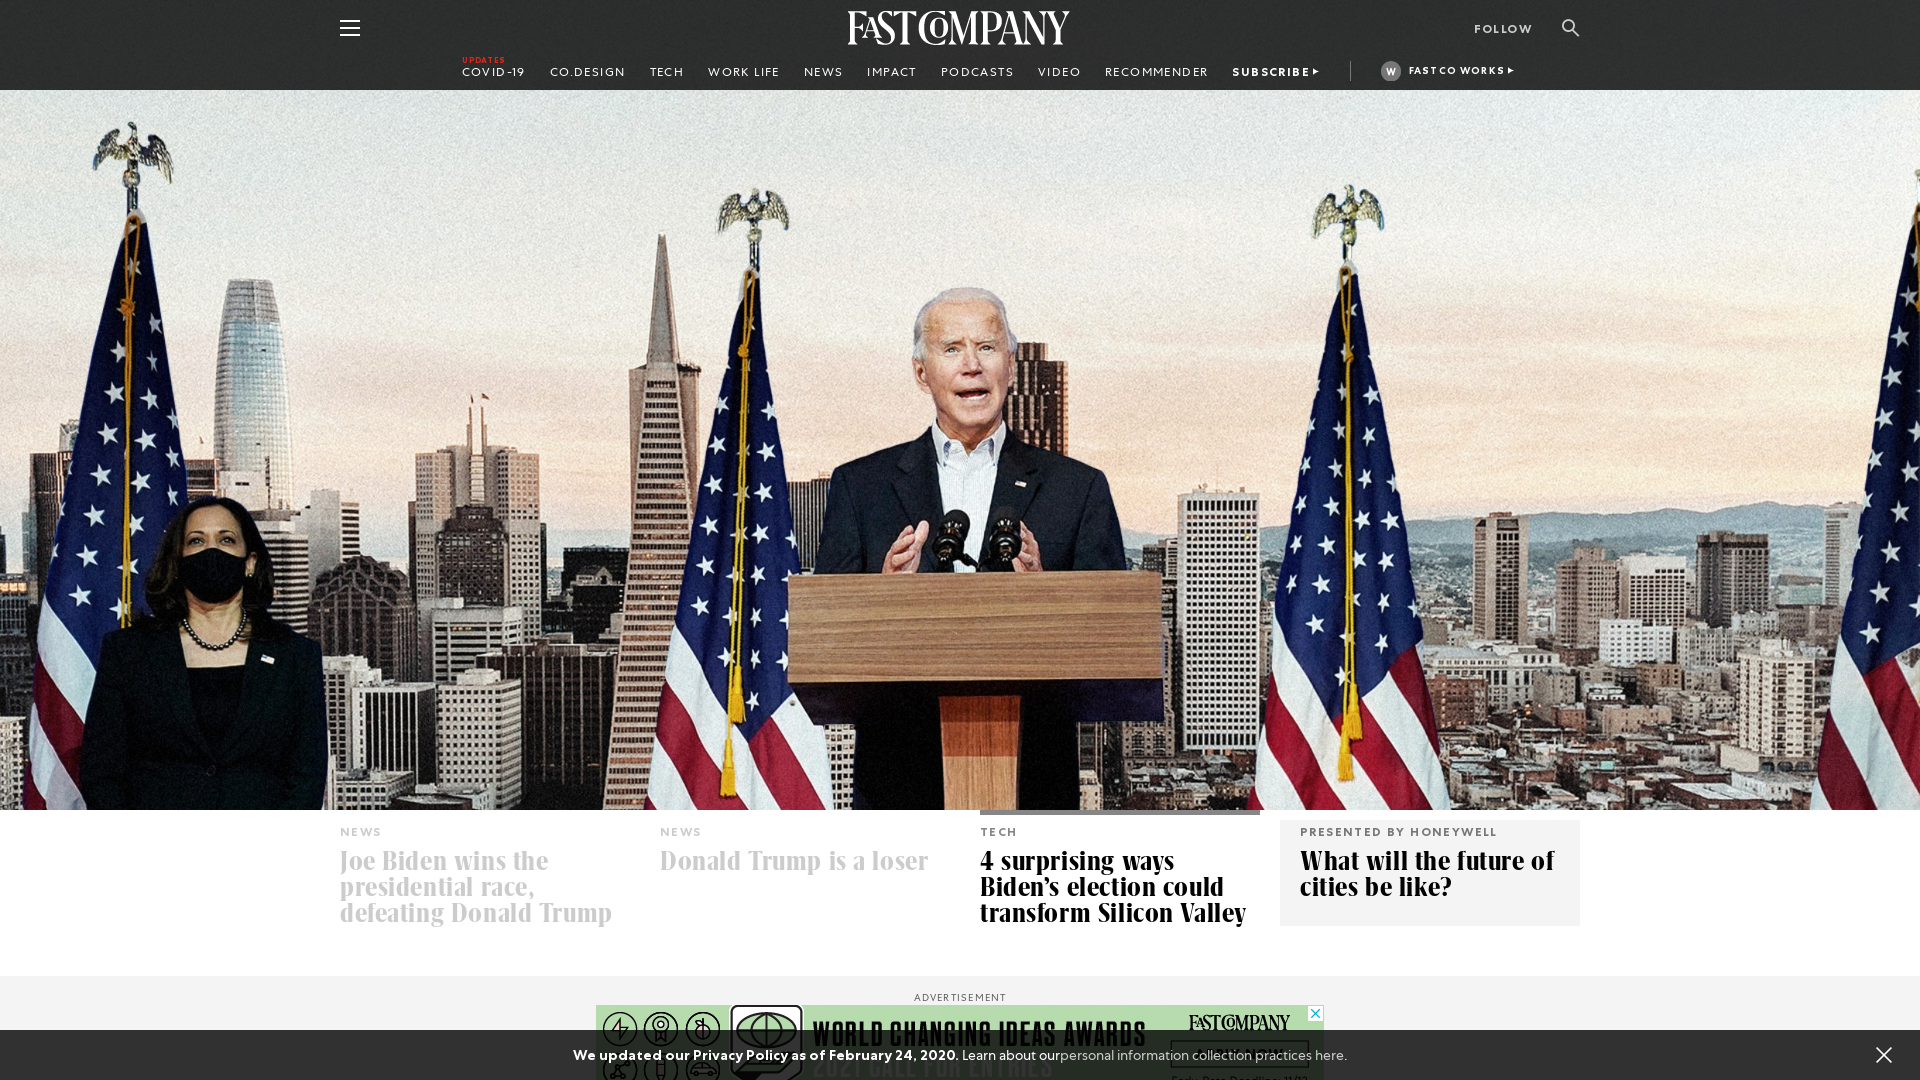 FAST COMPANY
FOLLOW
UPDATES
COVID-19
CO.DESIGN
TECH
WORK LIFE
NEWS
IMPACT
PODCASTS
VIDEO
RECOMMENDER
SUBSCRIBE
W
FASTCO WORKS
NEWS
Joe Biden wins the
presidential race,
defeating Donald Trump
NEWS
Donald Trump is a loser
TECH
4 surprising ways
Biden’s election could
transform Silicon Valley
PRESENTED BY HONEYWELL
What will the future of
cities be like?
ADVERTISEMENT
WORLD CHANGING IDEAS AWARDS
FAST COMPANY
2021 CALL FOR ENTRIES
We updated our Privacy Policy as of February 24, 2020. Learn about our personal information collection practices here.